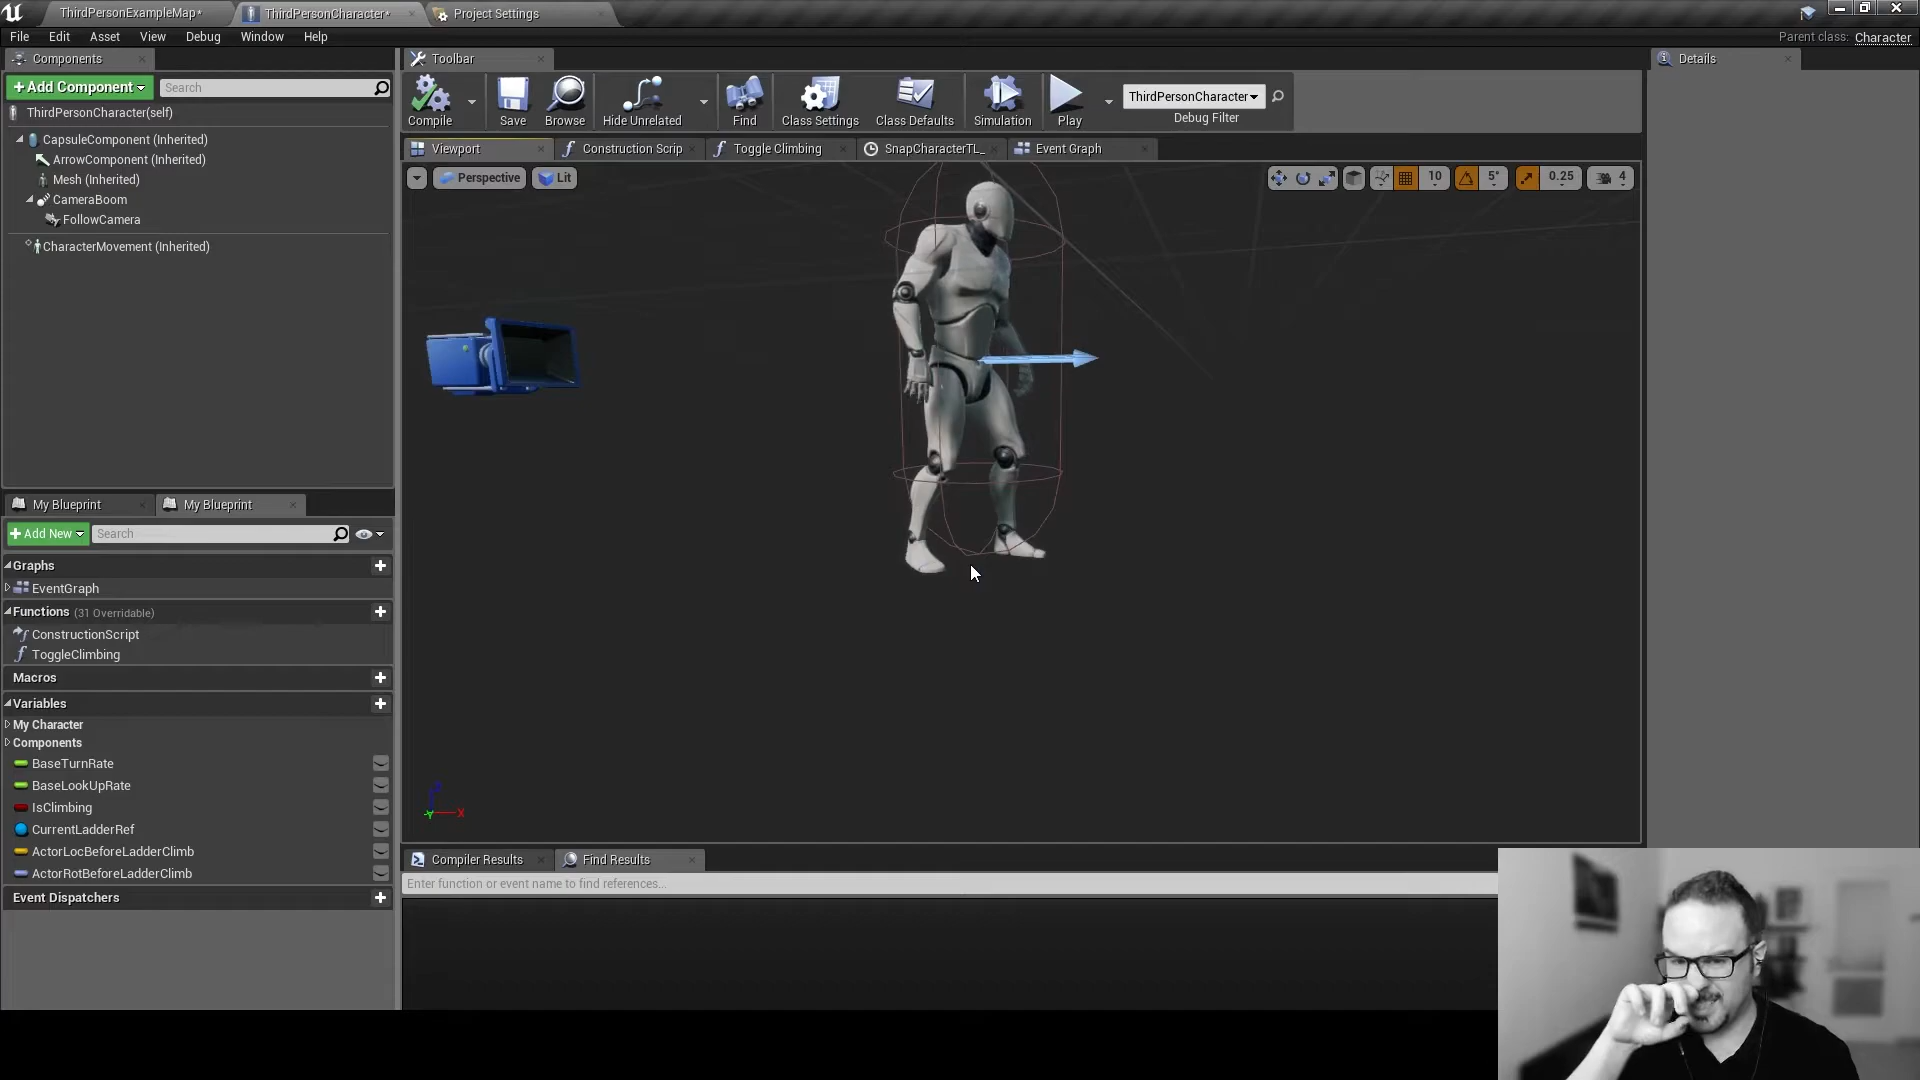 ThirdPersonExampleMap*
ThirdPersonCharacter*
Project Settings
File Edit Asset View Debug Window Help
Parent class: Character
Components
Toolbar
Details
+Add Component
Search
Compile
Save
Browse
Hide Unrelated
Find
Class Settings
Class Defaults
Simulation
Play
ThirdPersonCharacter
Debug Filter
ThirdPersonCharacter(self)
CapsuleComponent (Inherited)
ArrowComponent (Inherited)
Mesh (Inherited)
CameraBoom
FollowCamera
CharacterMovement (Inherited)
Viewport
Construction Scrip
Toggle Climbing
SnapCharacterTL_
Event Graph
Perspective
Lit
10
5°
0.25
4
X
My Blueprint
My Blueprint
+Add New
Search
Graphs
EventGraph
Functions (31 Overridable)
ConstructionScript
ToggleClimbing
Macros
Variables
My Character
Components
BaseTurnRate
BaseLookUpRate
IsClimbing
CurrentLadderRef
ActorLocBeforeLadderClimb
ActorRotBeforeLadderClimb
Event Dispatchers
Compiler Results
Find Results
Enter function or event name to find references...